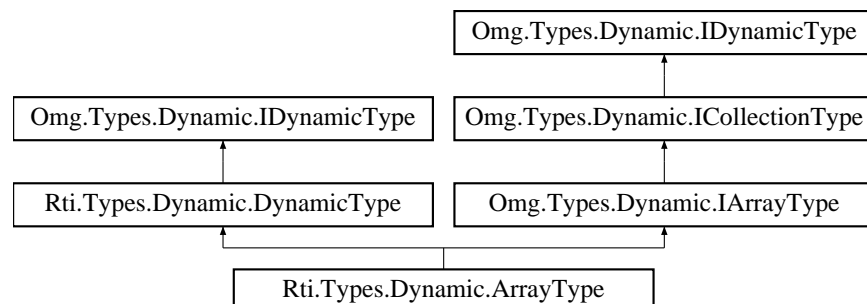 Omg.Types.Dynamic.IDynamicType
Omg.Types.Dynamic.IDynamicType
Omg.Types.Dynamic.ICollectionType
Rti.Types.Dynamic.DynamicType
Omg.Types.Dynamic.IArrayType
Rti.Types.Dynamic.ArrayType